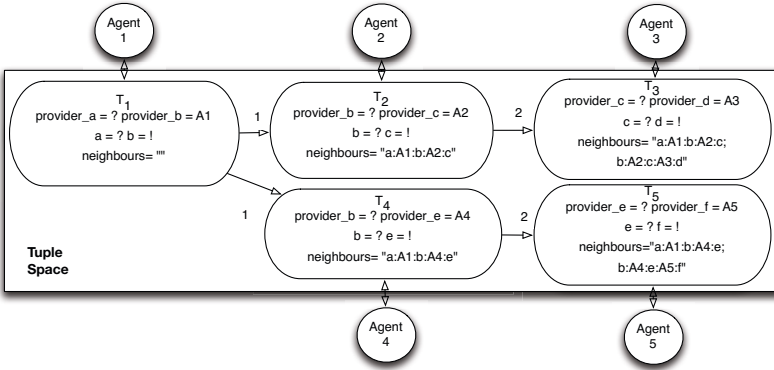 Agent
1
Agent
2
Agent
3
T1
provider_a = ? provider_b = A1
a = ? b = !
neighbours= ""
1
T2
provider_b = ? provider_c = A2
b = ? c = !
neighbours= "a:A1:b:A2:c"
2
T3
provider_c = ? provider_d = A3
c = ? d = !
neighbours= "a:A1:b:A2:c;
b:A2:c:A3:d"
1
T4
provider_b = ? provider_e = A4
b = ? e = !
neighbours= "a:A1:b:A4:e"
2
T5
provider_e = ? provider_f = A5
e = ? f = !
neighbours="a:A1:b:A4:e;
b:A4:e:A5:f"
Tuple
Space
Agent
4
Agent
5